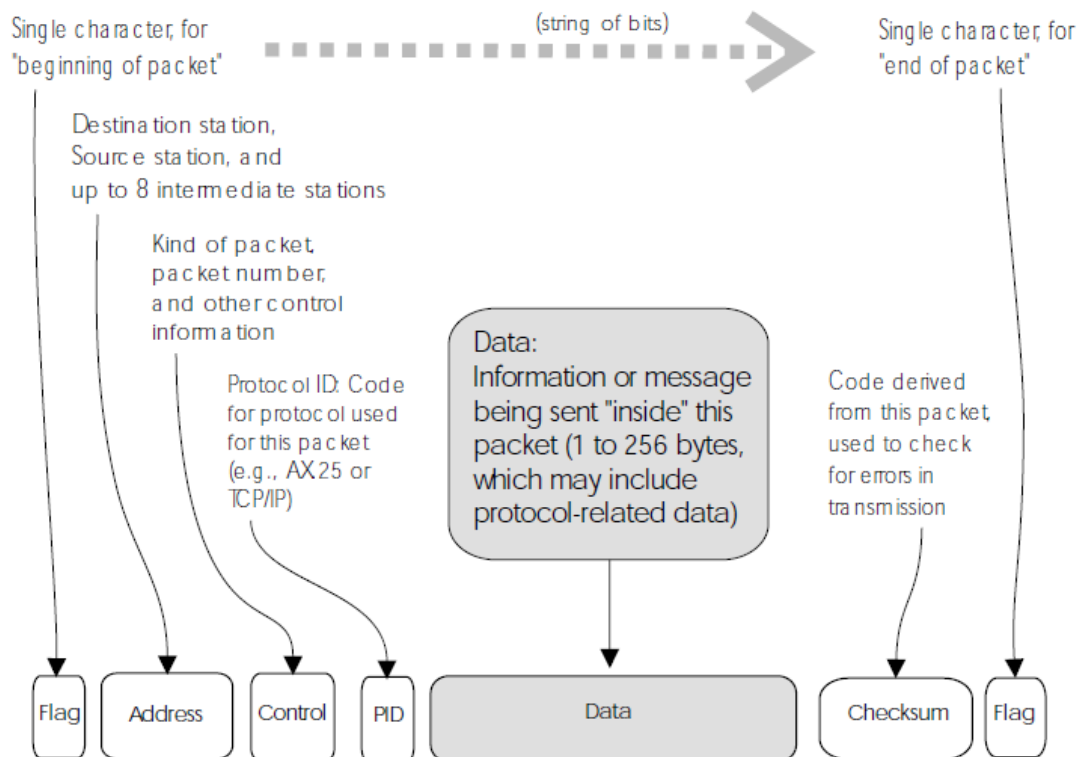 Single character, for
"beginning of packet"
(string of bits)
Single character, for
"end of packet"
Destination station,
Source station, and
up to 8 intermediate stations
Kind of packet,
packet number,
and other control
information
Protocol ID: Code
for protocol used
for this packet
(e.g., AX.25 or
TCP/IP)
Data:
Information or message
being sent "inside" this
packet (1 to 256 bytes,
which may include
protocol-related data)
Code derived
from this packet,
used to check
for errors in
transmission
Flag
Address
Control
PID
Data
Checksum
Flag